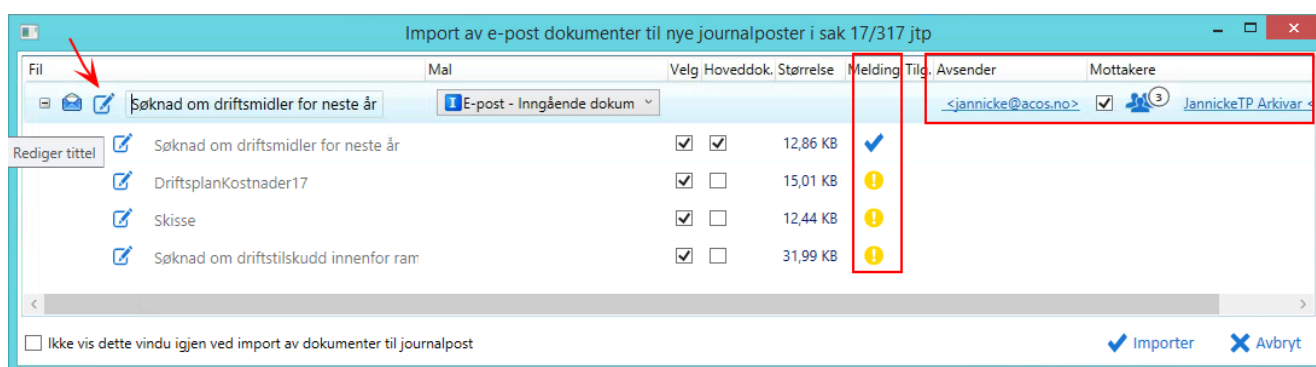 Import av e-post dokumenter til nye journalposter i sak 17/317 jtp
Fil Mal Velg Hoveddok. Størrelse Melding Tilg. Avsender Mottakere
Søknad om driftsmidler for neste år I E-post - Inngående dokum <jannicke@acos.no> 3 JannickeTP Arkivar <
Rediger tittel Søknad om driftsmidler for neste år 12,86 KB
DriftsplanKostnader17 15,01 KB
Skisse 12,44 KB
Søknad om driftstilskudd innenfor ram 31,99 KB
Ikke vis dette vindu igjen ved import av dokumenter til journalpost Importer Avbryt